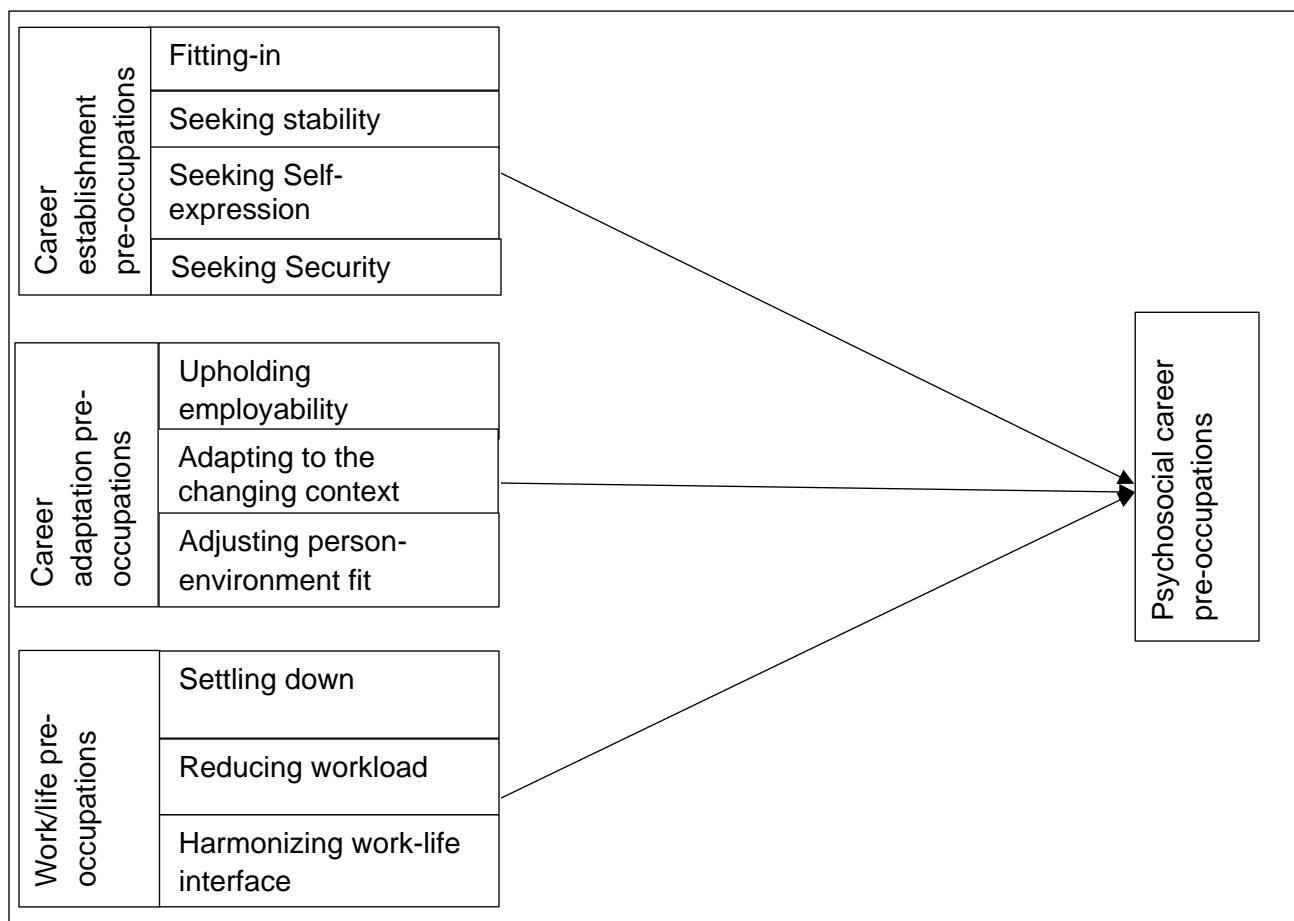 Career
establishment
pre-occupations
Fitting-in
Seeking stability
Seeking Self-
expression
Seeking Security
Career
adaptation pre-
occupations
Upholding
employability
Adapting to the
changing context
Adjusting person-
environment fit
Work/life pre-
occupations
Settling down
Reducing workload
Harmonizing work-life
interface
Psychosocial career
pre-occupations